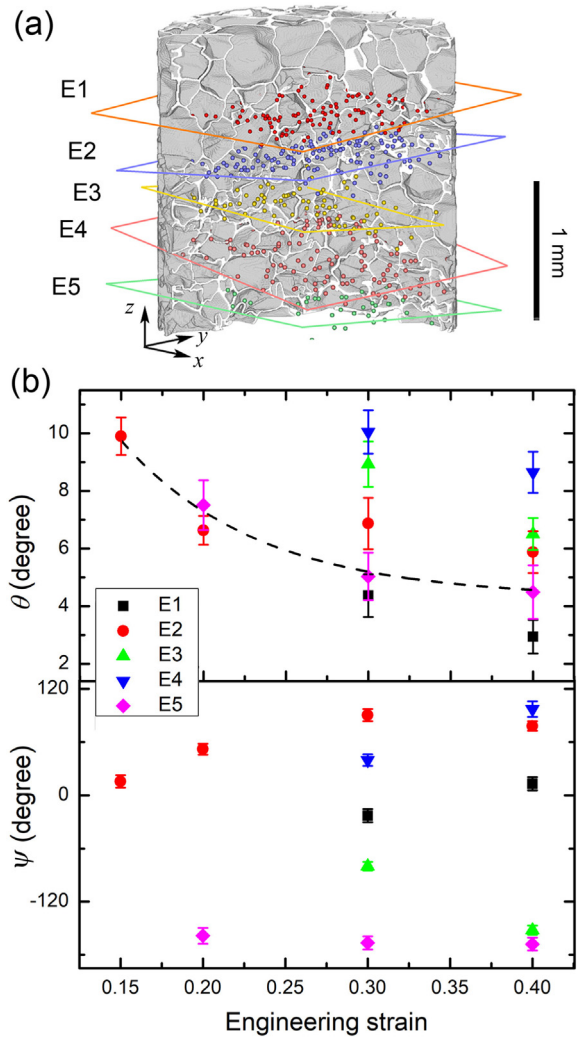 (a)
E1
E2
E3
E4
E5
z
y
x
1 mm
(b)
10
8
6
4
2
θ (degree)
E1
E2
E3
E4
E5
120
0
-120
ψ (degree)
0.15 0.20 0.25 0.30 0.35 0.40
Engineering strain